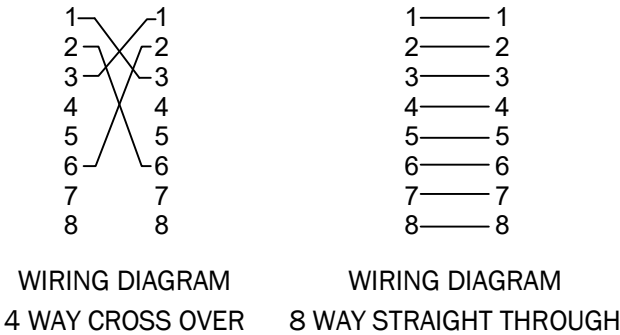 1 1 1 1
2 2 2 2
3 3 3 3
4 4 4 4
5 5 5 5
6 6 6 6
7 7 7 7
8 8 8 8
WIRING DIAGRAM WIRING DIAGRAM
4 WAY CROSS OVER 8 WAY STRAIGHT THROUGH